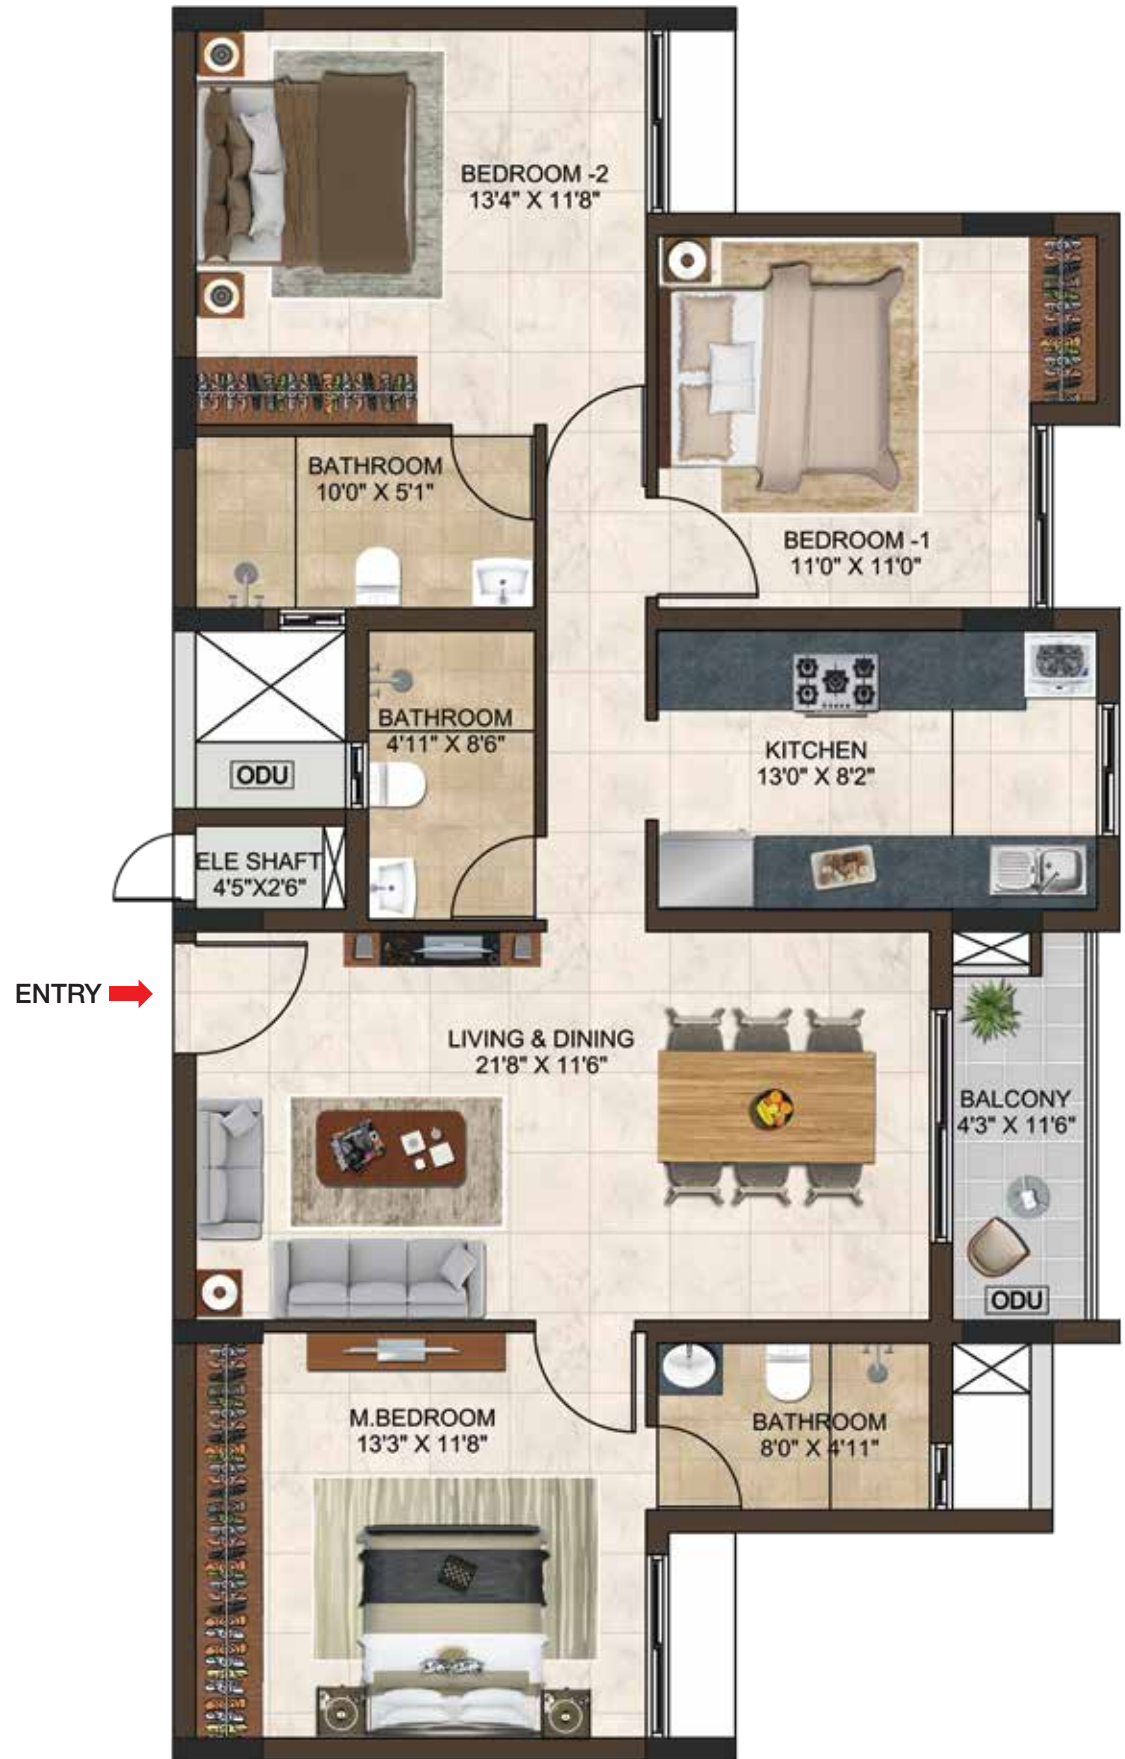 BEDROOM -2
13'4" X 11'8"
BATHROOM
10'0" X 5'1"
BEDROOM -1
11'0" X 11'0"
BATHROOM
4'11" X 8'6"
ODU
KITCHEN
13'0" X 8'2"
ELE SHAFT
4'5"X2'6"
ENTRY
LIVING & DINING
21'8" X 11'6"
BALCONY
4'3" X 11'6"
ODU
M.BEDROOM
13'3" X 11'8"
BATHROOM
8'0" X 4'11"